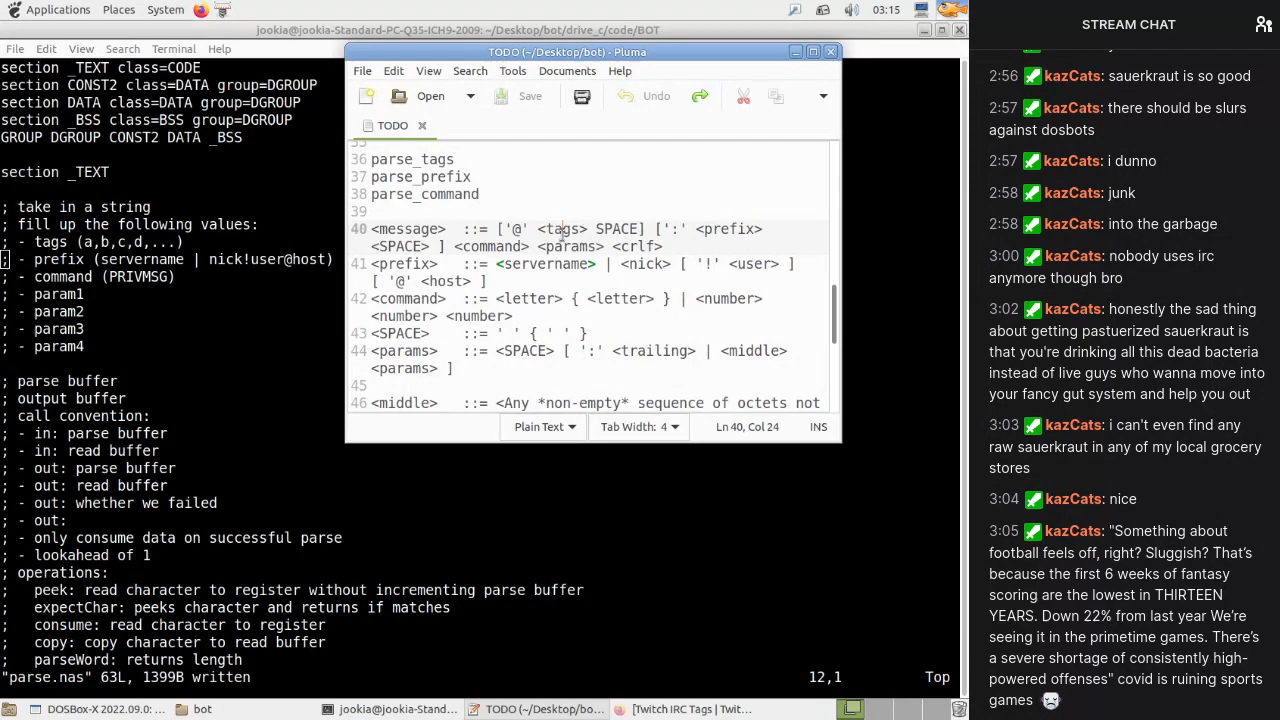 Applications Places System 03:15
jookia@jookia-Standard-PC-Q35-ICH9-2009: ~/.dosbox/drive_c/code/BOT
File Edit View Search Terminal Help
section _TEXT class=CODE
section CONST2 class=DATA group=DGROUP
section DATA class=DATA group=DGROUP
section _BSS class=BSS group=DGROUP
GROUP DGROUP CONST2 DATA _BSS
section _TEXT
; take in a string
; fill up the following values:
; - tags (a,b,c,d,...)
; - prefix (servername | nick!user@host)
; - command (PRIVMSG)
; - param1
; - param2
; - param3
; - param4
; parse buffer
; output buffer
; call convention:
; - in: parse buffer
; - in: read buffer
; - out: parse buffer
; - out: read buffer
; - out: whether we failed
; - out:
; - only consume data on successful parse
; - lookahead of 1
; operations:
;   peek: read character to register without incrementing parse buffer
;   expectChar: peeks character and returns if matches
;   consume: read character to register
;   copy: copy character to read buffer
;   parseWord: returns length
"parse.nas" 63L, 1399B written 12,1 Top
TODO (~/Desktop/bot) - Pluma
File Edit View Search Tools Documents Help
Open Save Undo
TODO
35
36 parse_tags
37 parse_prefix
38 parse_command
39
40 <message>  ::= ['@' <tags> SPACE] [':' <prefix>
<SPACE> ] <command> <params> <crlf>
41 <prefix>   ::= <servername> | <nick> [ '!' <user> ]
[ '@' <host> ]
42 <command>  ::= <letter> { <letter> } | <number>
<number> <number>
43 <SPACE>    ::= ' ' { ' ' }
44 <params>   ::= <SPACE> [ ':' <trailing> | <middle>
<params> ]
45
46 <middle>   ::= <Any *non-empty* sequence of octets not
Plain Text Tab Width: 4 Ln 40, Col 24 INS
DOSBox-X 2022.09.0: ... bot jookia@jookia-Stand... TODO (~/Desktop/bo... [Twitch IRC Tags | Twit...
STREAM CHAT
2:56 kazCats: sauerkraut is so good
2:57 kazCats: there should be slurs
against dosbots
2:57 kazCats: i dunno
2:58 kazCats: junk
2:58 kazCats: into the garbage
3:00 kazCats: nobody uses irc
anymore though bro
3:02 kazCats: honestly the sad thing
about getting pastuerized sauerkraut is
that you're drinking all this dead bacteria
instead of live guys who wanna move into
your fancy gut system and help you out
3:03 kazCats: i can't even find any
raw sauerkraut in any of my local grocery
stores
3:04 kazCats: nice
3:05 kazCats: "Something about
football feels off, right? Sluggish? That's
because the first 6 weeks of fantasy
scoring are the lowest in THIRTEEN
YEARS. Down 22% from last year We're
seeing it in the primetime games. There's
a severe shortage of consistently high-
powered offenses" covid is ruining sports
games